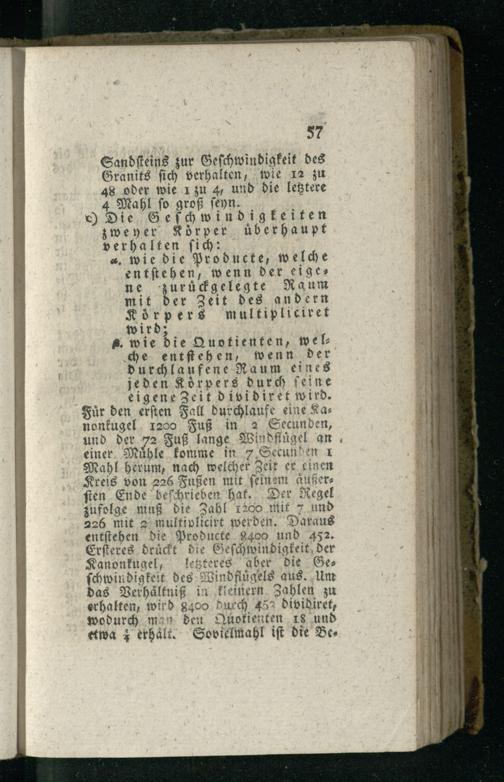 57
Sandsteins zur Geschwindigkeit des
Granits sich verhalten, wie 12 zu
48 oder wie 1 zu 4, und die letztere
4 Mahl so groß seyn.
c) Die Geschwindigkeiten
zweyer Körper überhaupt
verhalten sich:
α. wie die Producte, welche
entstehen, wenn der eige-
ne zurückgelegte Raum
mit der Zeit des andern
Körpers multipliciret
wird;
β. wie die Quotienten, wel-
che entstehen, wenn der
durchlaufene Raum eines
jeden Körpers durch seine
eigene Zeit dividiret wird.
Für den ersten Fall durchlaufe eine Ka-
nonkugel 1200 Fuß in 2 Secunden,
und der 72 Fuß lange Windflügel an
einer Mühle komme in 7 Secunden 1
Mahl herum, nach welcher Zeit er einen
Kreis von 226 Fußen mit seinem äußer-
sten Ende beschrieben hat. Der Regel
zufolge muß die Zahl 1200 mit 7 und
226 mit 2 multiplicirt werden. Daraus
entstehen die Producte 8400 und 452.
Ersteres drückt die Geschwindigkeit der
Kanonkugel, letzteres aber die Ge-
schwindigkeit des Windflügels aus. Um
das Verhältniß in kleinern Zahlen zu
erhalten, wird 8400 durch 452 dividiret,
wodurch man den Quotienten 18 und
etwa erhält. Sovielmahl ist die Be-